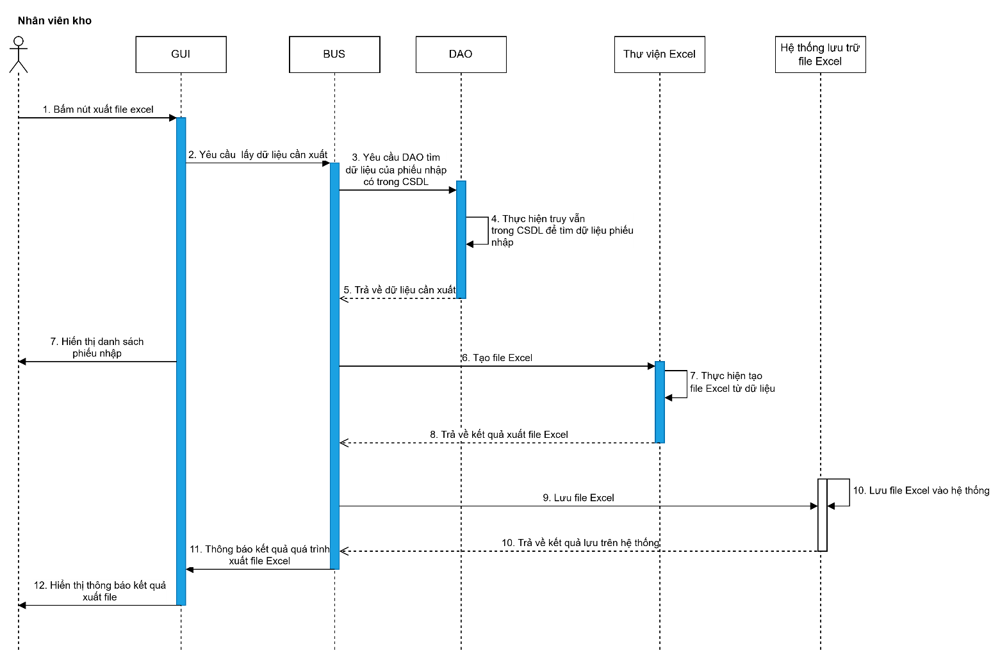 Nhân viên kho
GUI
BUS
DAO
Thư viện Excel
Hệ thống lưu trữ
file Excel
1. Bấm nút xuất file excel
2. Yêu cầu  lấy dữ liệu cần xuất
3. Yêu cầu DAO tìm
dữ liệu của phiếu nhập
có trong CSDL
4. Thực hiện truy vẫn
trong CSDL để tìm dữ liệu phiếu
nhập
5. Trả về dữ liệu cần xuất
7. Hiến thị danh sách
phiếu nhập
6. Tạo file Excel
7. Thực hiện tạo
file Excel từ dữ liệu
8. Trả về kết quả xuất file Excel
9. Lưu file Excel
10. Lưu file Excel vào hệ thống
10. Trả về kết quả lưu trên hệ thống
11. Thông báo kết quả quá trình
xuất file Excel
12. Hiển thị thông báo kết quả
xuất file